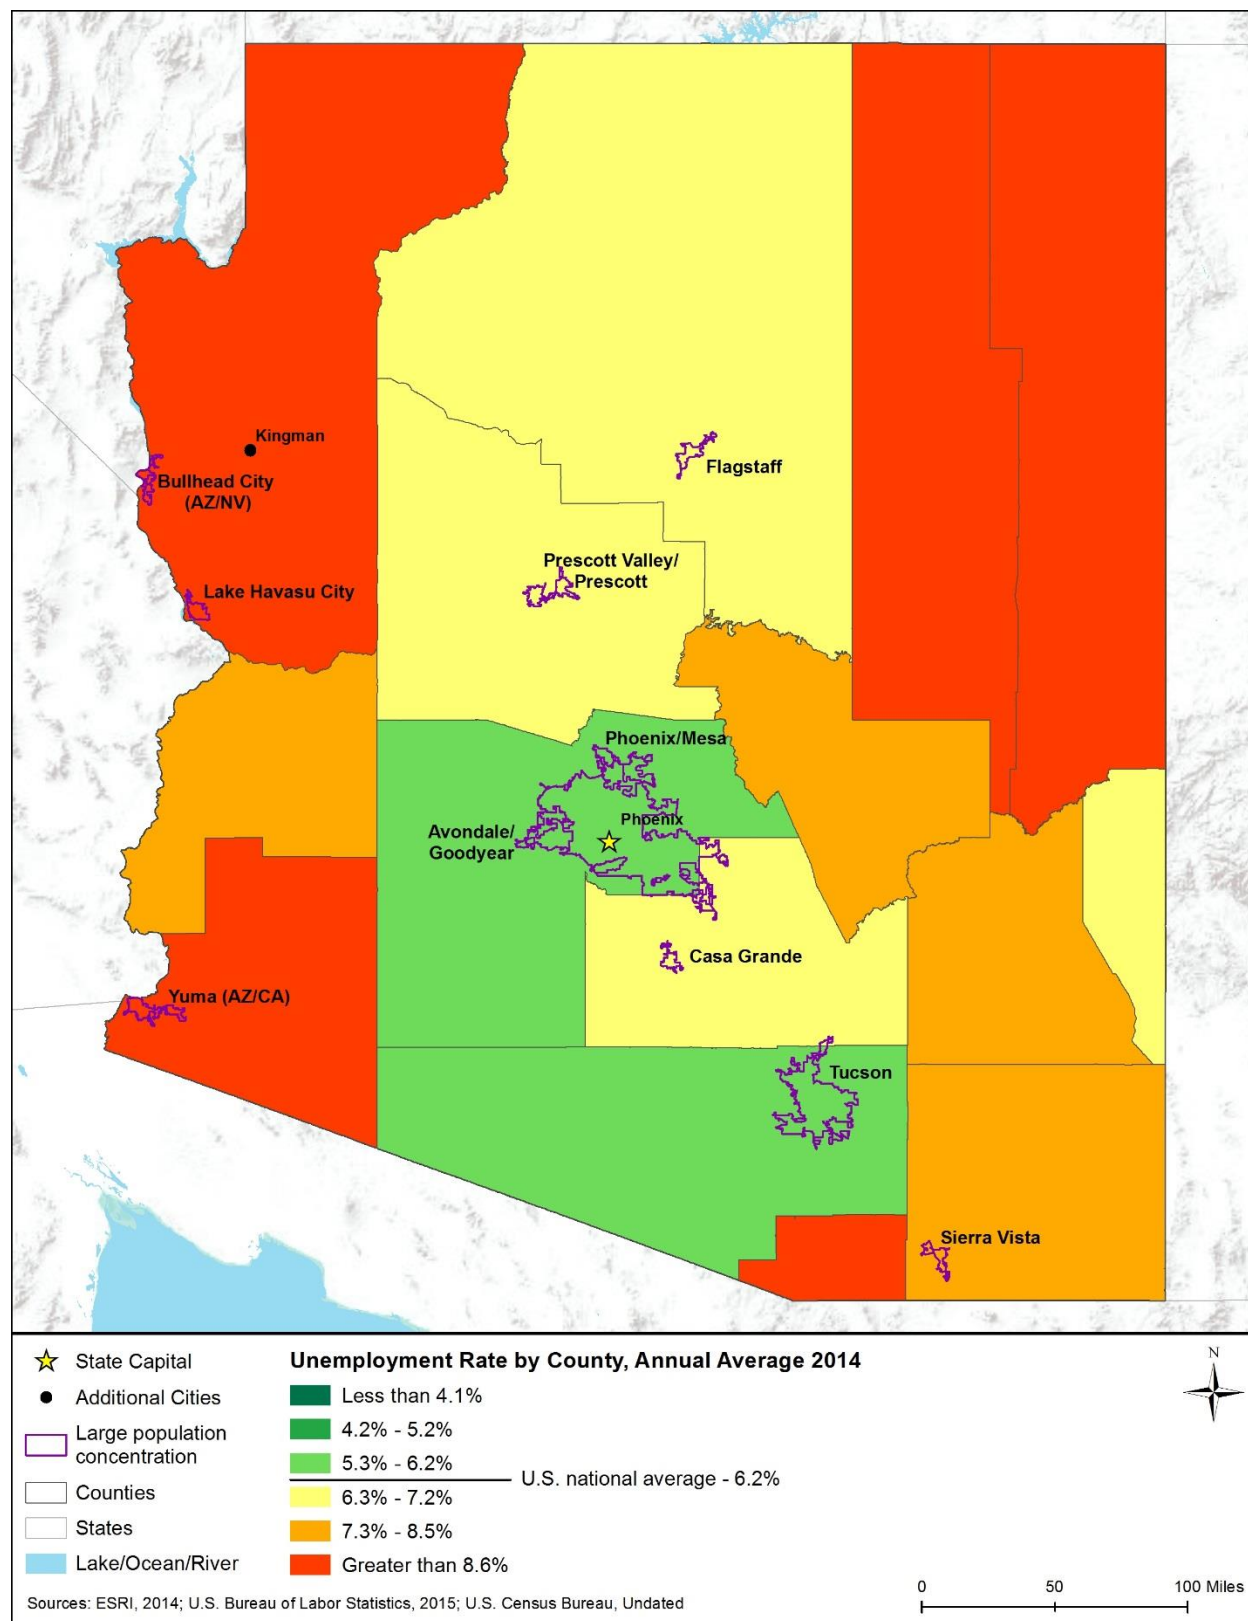 Kingman
Bullhead City
(AZ/NV)
Flagstaff
Prescott Valley/
Prescott
Lake Havasu City
Phoenix/Mesa
Phoenix
Avondale/
Goodyear
Casa Grande
Yuma (AZ/CA)
Tucson
Sierra Vista
State Capital
Additional Cities
Large population
concentration
Counties
States
Lake/Ocean/River
Unemployment Rate by County, Annual Average 2014
Less than 4.1%
4.2% - 5.2%
5.3% - 6.2%
U.S. national average - 6.2%
6.3% - 7.2%
7.3% - 8.5%
Greater than 8.6%
N
0 50 100 Miles
Sources: ESRI, 2014; U.S. Bureau of Labor Statistics, 2015; U.S. Census Bureau, Undated